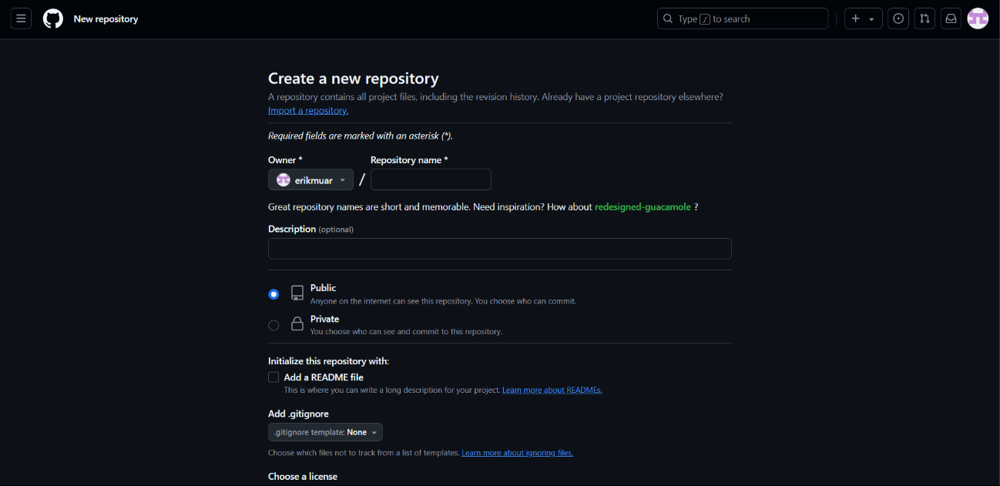 New repository
Type / to search
Create a new repository
A repository contains all project files, including the revision history. Already have a project repository elsewhere?
Import a repository.
Required fields are marked with an asterisk (*).
Owner * Repository name *
erikmuar /
Great repository names are short and memorable. Need inspiration? How about redesigned-guacamole ?
Description (optional)
Public
Anyone on the internet can see this repository. You choose who can commit.
Private
You choose who can see and commit to this repository.
Initialize this repository with:
Add a README file
This is where you can write a long description for your project. Learn more about READMEs.
Add .gitignore
.gitignore template: None
Choose which files not to track from a list of templates. Learn more about ignoring files.
Choose a license